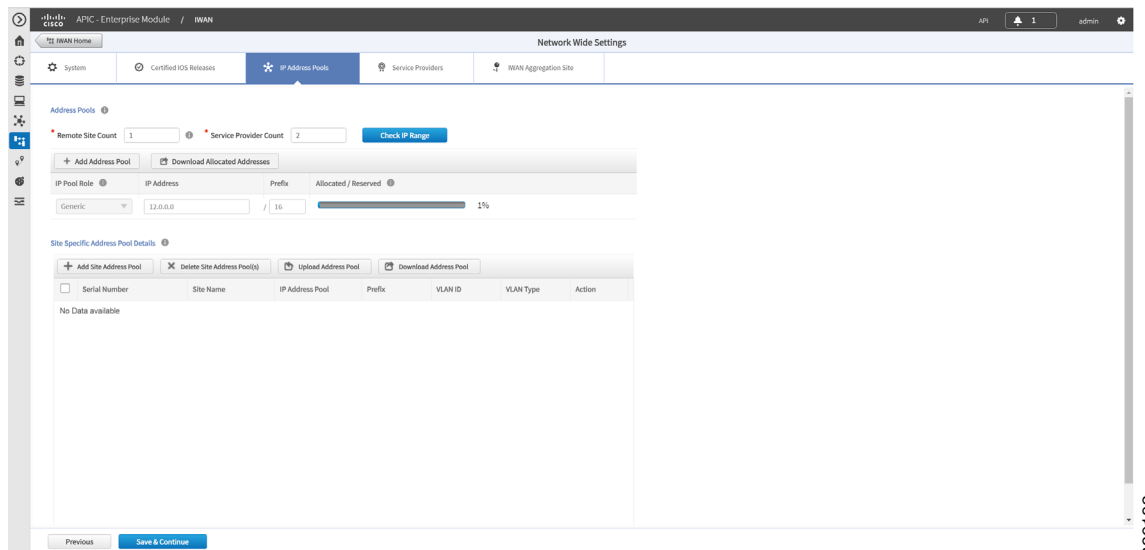 CISCO APIC - Enterprise Module / IWAN API 1 admin
IWAN Home Network Wide Settings
System Certified IOS Releases IP Address Pools Service Providers IWAN Aggregation Site
Address Pools
* Remote Site Count 1 * Service Provider Count 2 Check IP Range
+ Add Address Pool Download Allocated Addresses
IP Pool Role IP Address Prefix Allocated / Reserved
Generic 12.0.0.0 / 16 1%
Site Specific Address Pool Details
Add Site Address Pool Delete Site Address Pool(s) Upload Address Pool Download Address Pool
Serial Number Site Name IP Address Pool Prefix VLAN ID VLAN Type Action
No Data available
Previous Save & Continue